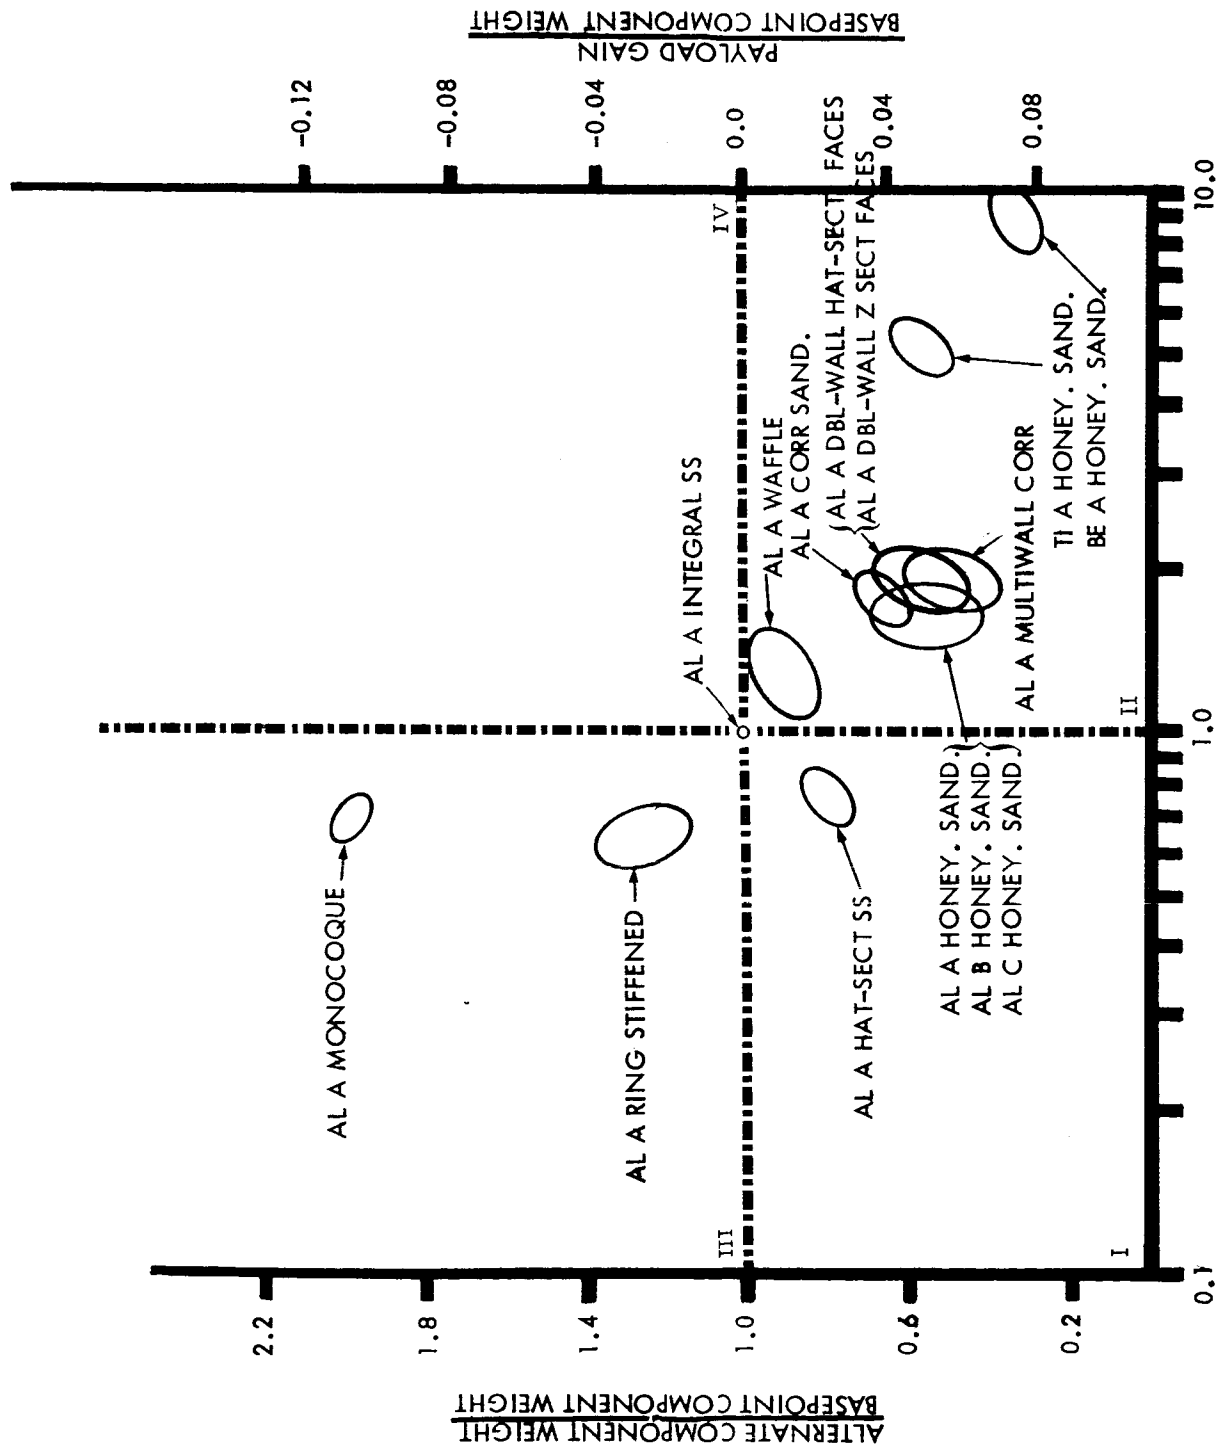 ALTERNATE COMPONENT WEIGHT
BASEPOINT COMPONENT WEIGHT
2.2
1.8
1.4
1.0
0.6
0.2
PAYLOAD GAIN
BASEPOINT COMPONENT WEIGHT
-0.12
-0.08
-0.04
0.0
0.04
0.08
0.1
1.0
10.0
III
IV
I
II
AL A MONOCOQUE
AL A RING STIFFENED
AL A INTEGRAL SS
AL A HAT-SECT SS
AL A WAFFLE
AL A CORR SAND.
AL A DBL-WALL HAT-SECT FACES
AL A DBL-WALL Z SECT FACES
AL A HONEY. SAND.
AL B HONEY. SAND.
AL C HONEY. SAND.
AL A MULTIWALL CORR
TI A HONEY. SAND.
BE A HONEY. SAND.